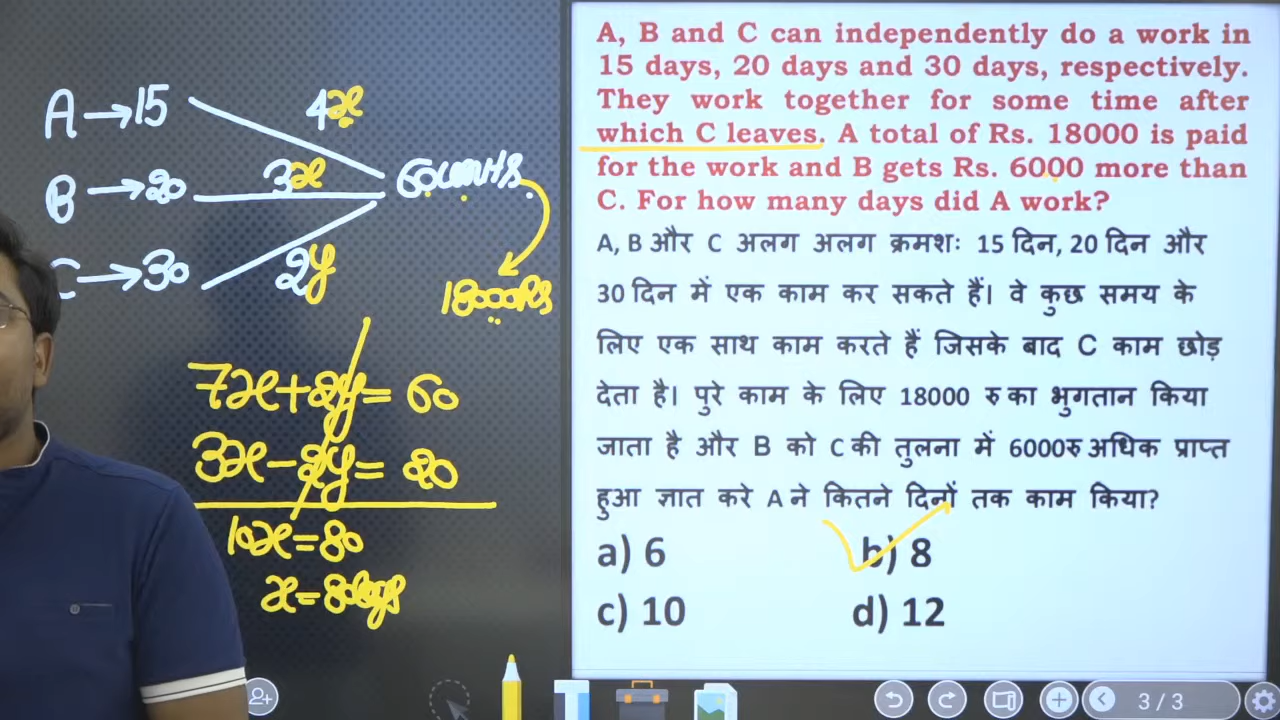 A → 15
4x
B → 20
3x
60 units
C → 30
2y
18000Rs
7x + 2y = 60
3x - 2y = 20
10x = 80
x = 8 days
A, B and C can independently do a work in
15 days, 20 days and 30 days, respectively.
They work together for some time after
which C leaves. A total of Rs. 18000 is paid
for the work and B gets Rs. 6000 more than
C. For how many days did A work?
A, B और C अलग अलग क्रमशः 15 दिन, 20 दिन और
30 दिन में एक काम कर सकते हैं। वे कुछ समय के
लिए एक साथ काम करते हैं जिसके बाद C काम छोड़
देता है। पुरे काम के लिए 18000 रु का भुगतान किया
जाता है और B को C की तुलना में 6000रु अधिक प्राप्त
हुआ ज्ञात करे A ने कितने दिनों तक काम किया?
a) 6
b) 8
c) 10
d) 12
3 / 3